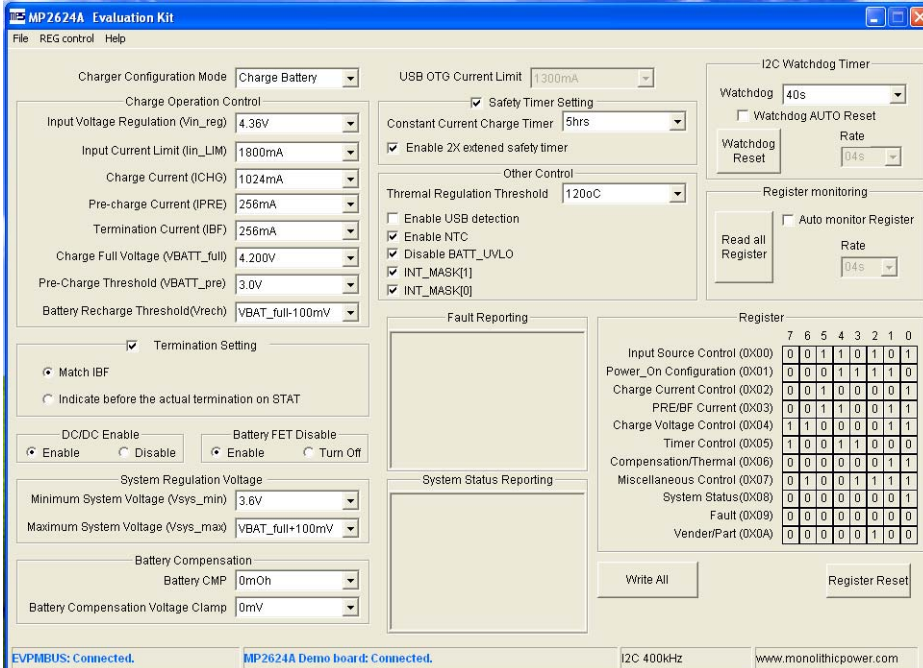 MPS MP2624A Evaluation Kit
File REG control Help
Charger Configuration Mode Charge Battery
Charge Operation Control
Input Voltage Regulation (Vin_reg) 4.36V
Input Current Limit (Iin_LIM) 1800mA
Charge Current (ICHG) 1024mA
Pre-charge Current (IPRE) 256mA
Termination Current (IBF) 256mA
Charge Full Voltage (VBATT_full) 4.200V
Pre-Charge Threshold (VBATT_pre) 3.0V
Battery Recharge Threshold(Vrech) VBAT_full-100mV
Termination Setting
Match IBF
Indicate before the actual termination on STAT
DC/DC Enable
Enable Disable
Battery FET Disable
Enable Turn Off
System Regulation Voltage
Minimum System Voltage (Vsys_min) 3.6V
Maximum System Voltage (Vsys_max) VBAT_full+100mV
Battery Compensation
Battery CMP 0mOh
Battery Compensation Voltage Clamp 0mV
USB OTG Current Limit 1300mA
Safety Timer Setting
Constant Current Charge Timer 5hrs
Enable 2X extened safety timer
Other Control
Thremal Regulation Threshold 120oC
Enable USB detection
Enable NTC
Disable BATT_UVLO
INT_MASK[1]
INT_MASK[0]
Fault Reporting
System Status Reporting
I2C Watchdog Timer
Watchdog 40s
Watchdog AUTO Reset
Watchdog
Reset
Rate
04s
Register monitoring
Read all
Register
Auto monitor Register
Rate
04s
Register
7 6 5 4 3 2 1 0
Input Source Control (0X00) 0 0 1 1 0 1 0 1
Power_On Configuration (0X01) 0 0 0 1 1 1 1 0
Charge Current Control (0X02) 0 0 1 0 0 0 0 1
PRE/BF Current (0X03) 0 0 1 1 0 0 1 1
Charge Voltage Control (0X04) 1 1 0 0 0 0 1 1
Timer Control (0X05) 1 0 0 1 1 0 0 0
Compensation/Thermal (0X06) 0 0 0 0 0 0 1 1
Miscellaneous Control (0X07) 0 1 0 0 1 1 1 1
System Status(0X08) 0 0 0 0 0 0 0 1
Fault (0X09) 0 0 0 0 0 0 0 0
Vender/Part (0X0A) 0 0 0 0 0 1 0 0
Write All
Register Reset
EVPMBUS: Connected. MP2624A Demo board: Connected. I2C 400kHz www.monolithicpower.com